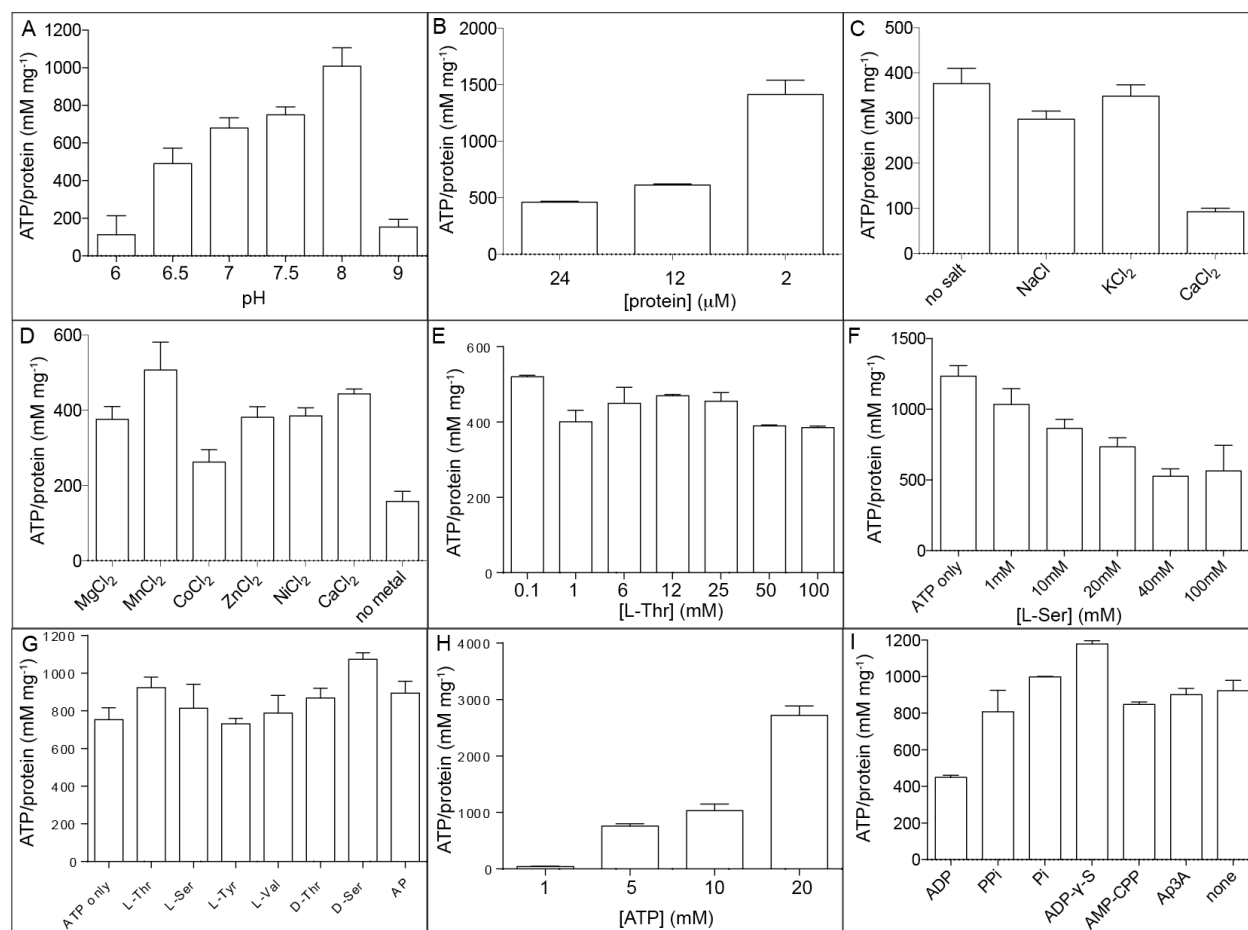 A
ATP/protein (mM mg-1)
1200
1000
800
600
400
200
0
6 6.5 7 7.5 8 9
pH
B
ATP/protein (mM mg-1)
2000
1500
1000
500
0
24 12 2
[protein] (μM)
C
ATP/protein (mM mg-1)
500
400
300
200
100
0
no salt NaCl KCl2 CaCl2
D
ATP/protein (mM mg-1)
600
400
200
0
MgCl2 MnCl2 CoCl2 ZnCl2 NiCl2 CaCl2 no metal
E
ATP/protein (mM mg-1)
600
400
400
0
0.1 1 6 12 25 50 100
[L-Thr] (mM)
F
ATP/protein (mM mg-1)
1500
1000
500
0
ATP only 1mM 10mM 20mM 40mM 100mM
[L-Ser] (mM)
G
ATP/protein (mM mg-1)
1200
1000
800
600
400
200
0
ATP only L-Thr L-Ser L-Tyr L-Val D-Thr D-Ser AP
H
ATP/protein (mM mg-1)
4000
3000
2000
1000
0
1 5 10 20
[ATP] (mM)
I
ATP/protein (mM mg-1)
1200
1000
800
600
400
200
0
ADP PPi Pi ADP-γ-S AMP-CPP Ap3A none